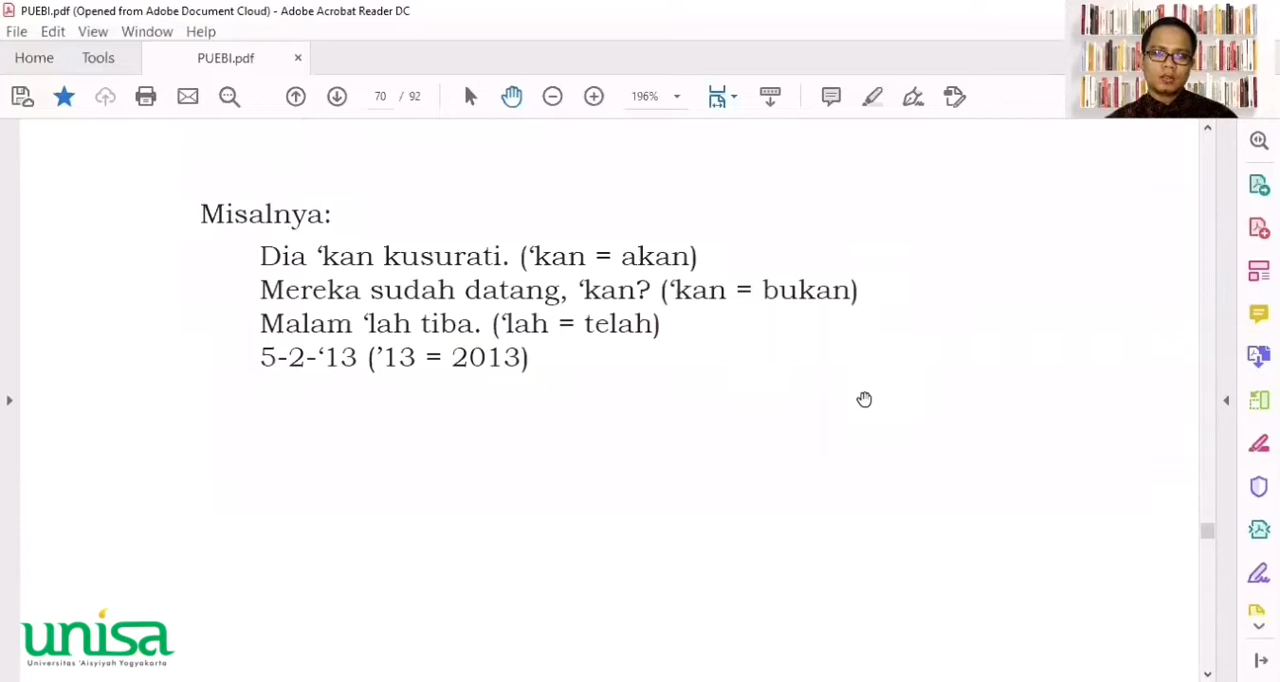 PUEBI.pdf (Opened from Adobe Document Cloud) - Adobe Acrobat Reader DC
File Edit View Window Help
Home Tools PUEBI.pdf ×
70 / 92 196%
Misalnya:
Dia ‘kan kusurati. (‘kan = akan)
Mereka sudah datang, ‘kan? (‘kan = bukan)
Malam ‘lah tiba. (‘lah = telah)
5-2-‘13 (’13 = 2013)
unisa
Universitas 'Aisyiyah Yogyakarta